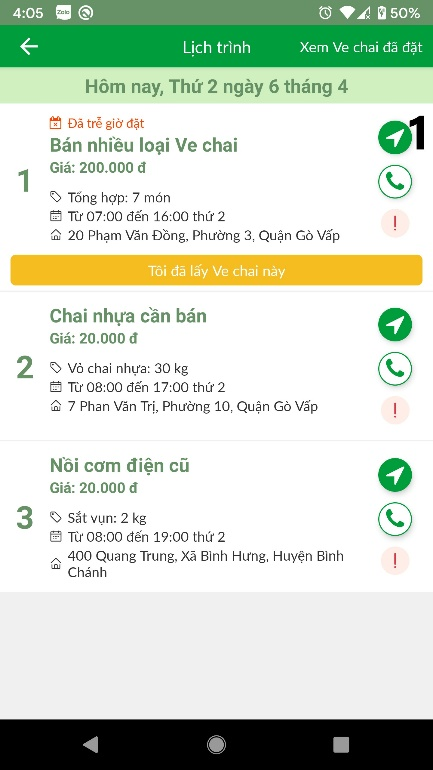 4:05 Zalo 50%
Lịch trình Xem Ve chai đã đặt
Hôm nay, Thứ 2 ngày 6 tháng 4
Đã trễ giờ đặt
1
Bán nhiều loại Ve chai
Giá: 200.000 đ
1
Tổng hợp: 7 món
Từ 07:00 đến 16:00 thứ 2
20 Phạm Văn Đồng, Phường 3, Quận Gò Vấp
!
Tôi đã lấy Ve chai này
Chai nhựa cần bán
Giá: 20.000 đ
2
Vỏ chai nhựa: 30 kg
Từ 08:00 đến 17:00 thứ 2
7 Phan Văn Trị, Phường 10, Quận Gò Vấp
!
Nồi cơm điện cũ
Giá: 20.000 đ
3
Sắt vụn: 2 kg
Từ 08:00 đến 19:00 thứ 2
400 Quang Trung, Xã Bình Hưng, Huyện Bình
Chánh
!